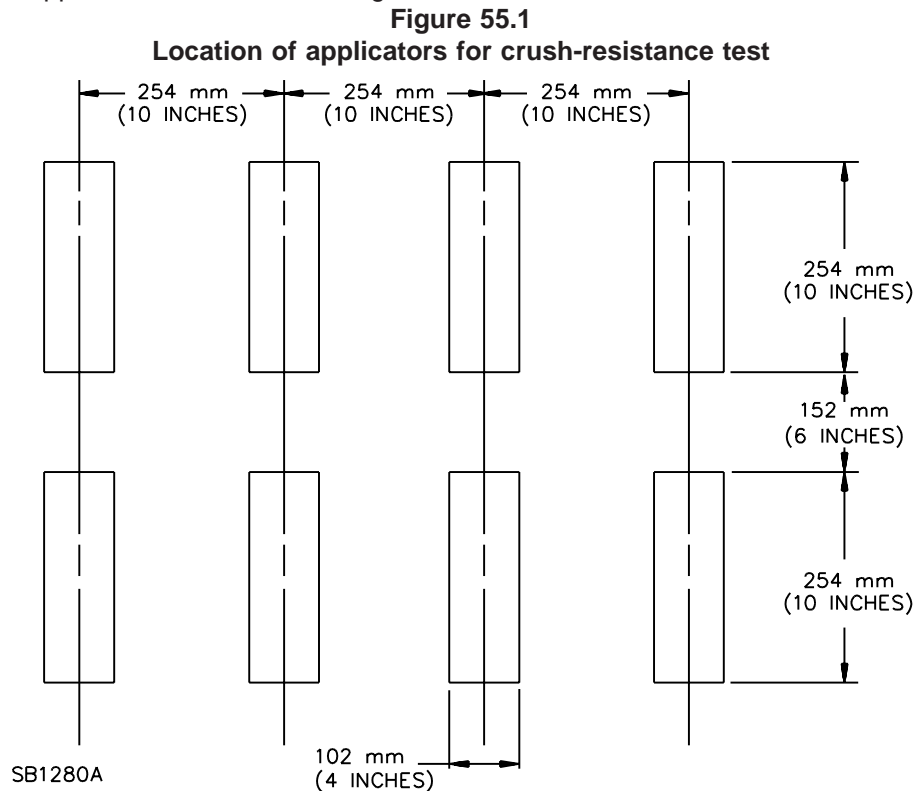 Figure 55.1
Location of applicators for crush-resistance test
254 mm
(10 INCHES)
254 mm
(10 INCHES)
254 mm
(10 INCHES)
254 mm
(10 INCHES)
152 mm
(6 INCHES)
254 mm
(10 INCHES)
102 mm
(4 INCHES)
SB1280A